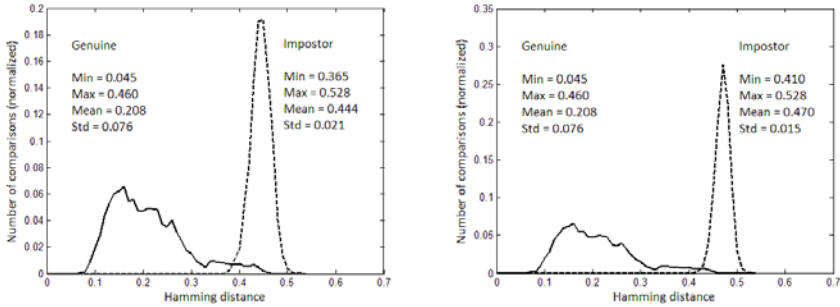 0.2
0.18
0.16
0.14
0.12
0.1
0.08
0.06
0.04
0.02
0
Number of comparisons (normalized)
Genuine
Min = 0.045
Max = 0.460
Mean = 0.208
Std = 0.076
Impostor
Min = 0.365
Max = 0.528
Mean = 0.444
Std = 0.021
0 0.1 0.2 0.3 0.4 0.5 0.6 0.7
Hamming distance
0.35
0.3
0.25
0.2
0.15
0.1
0.05
0
Number of comparisons (normalized)
Genuine
Min = 0.045
Max = 0.460
Mean = 0.208
Std = 0.076
Impostor
Min = 0.410
Max = 0.528
Mean = 0.470
Std = 0.015
0 0.1 0.2 0.3 0.4 0.5 0.6 0.7
Hamming distance